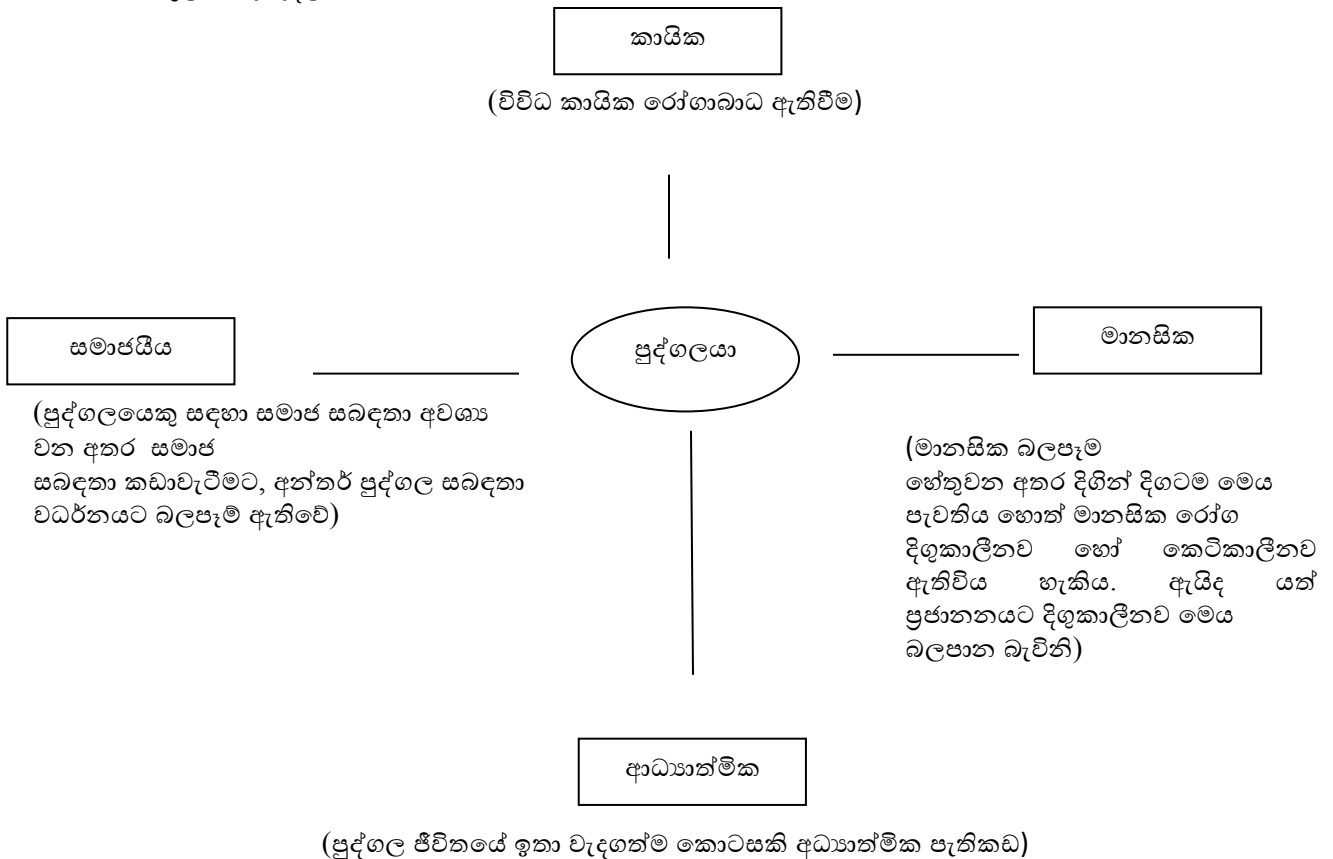 කායික
(විවිධ කායික රෝගාබාධ ඇතිවීම)
සමාජයීය
පුද්ගලයා
මානසික
(පුද්ගලයෙකු සඳහා සමාජ සබඳතා අවශ්‍ය
වන අතර සමාජ
සබඳතා කඩාවැටීමට, අන්තර් පුද්ගල සබඳතා
වර්ධනයට බලපෑම් ඇතිවේ)
(මානසික බලපෑම
හේතුවන අතර දිගින් දිගටම මෙය
පැවතිය හොත් මානසික රෝග
දිගුකාලීනව හෝ කෙටිකාලීනව
ඇතිවිය හැකිය. ඇයිද යත්
ප්‍රජානනයට දිගුකාලීනව මෙය
බලපාන බැවිනි)
ආධ්‍යාත්මික
(පුද්ගල ජීවිතයේ ඉතා වැදගත්ම කොටසකි අධ්‍යාත්මික පැතිකඩ)